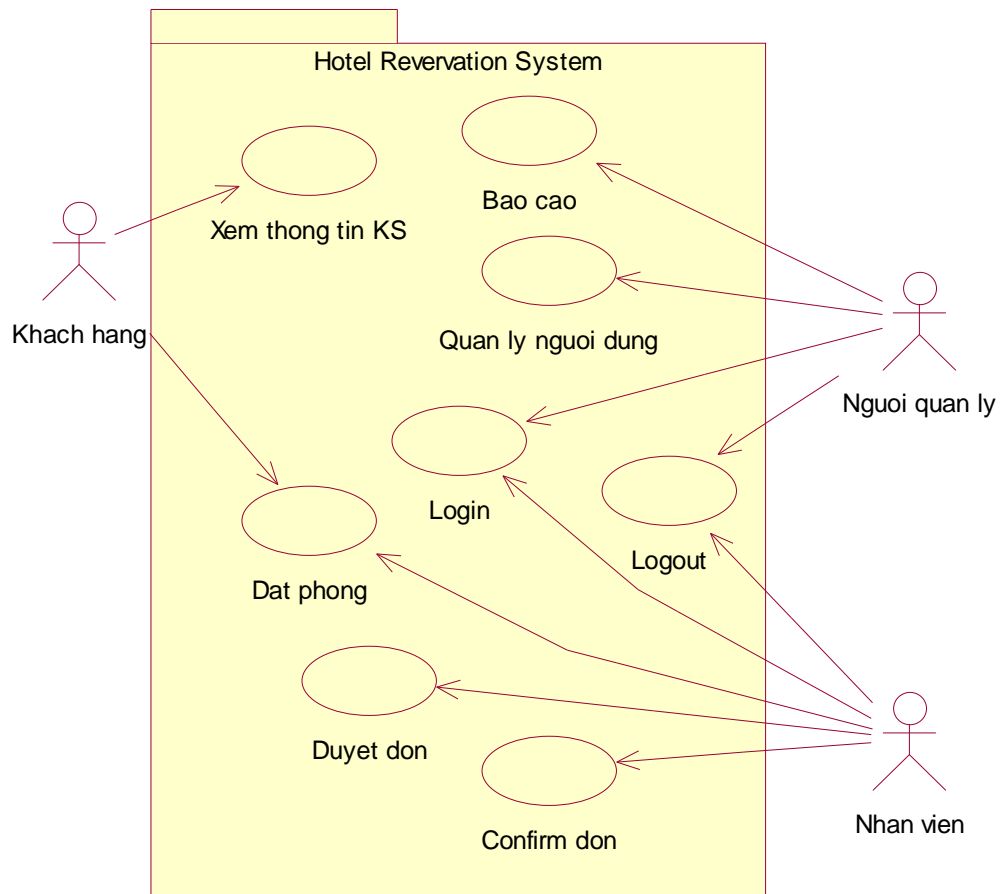 Hotel Revervation System
Bao cao
Xem thong tin KS
Khach hang
Quan ly nguoi dung
Nguoi quan ly
Login
Logout
Dat phong
Duyet don
Confirm don
Nhan vien